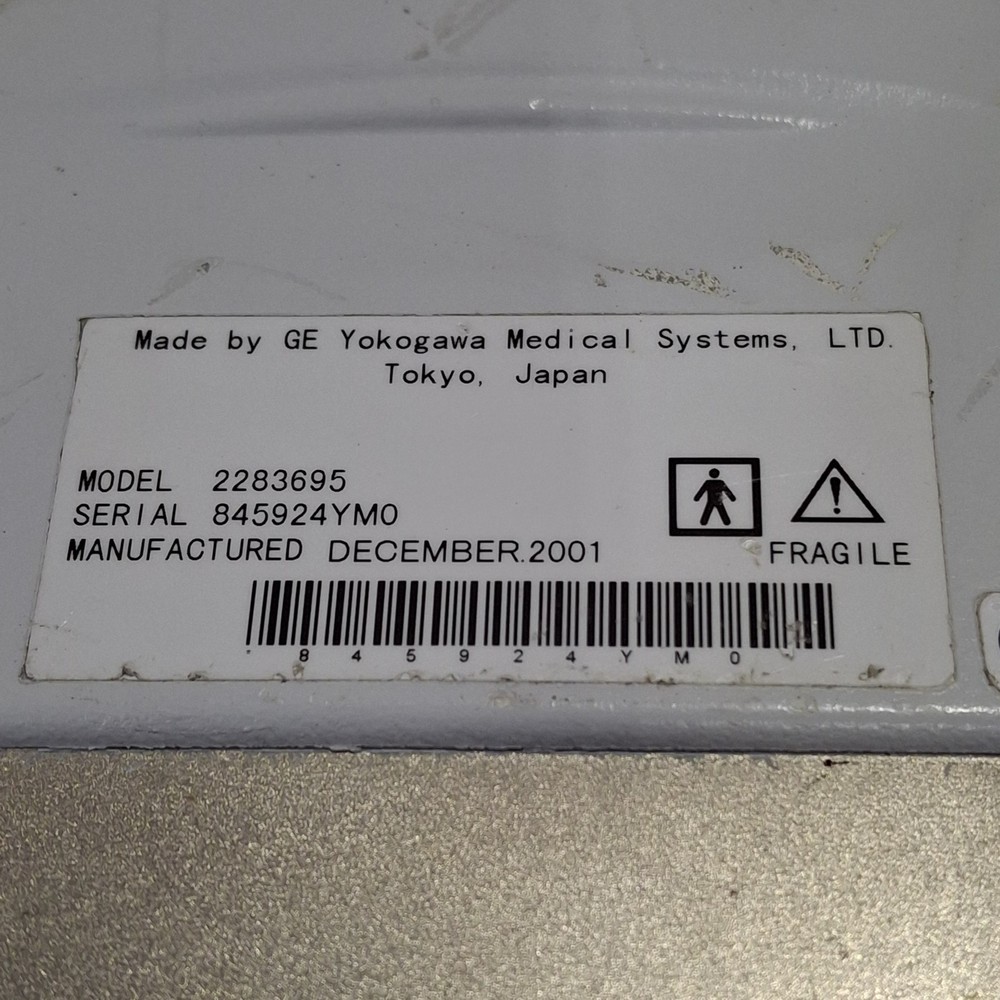 Made by GE Yokogawa Medical Systems, LTD.
Tokyo, Japan
MODEL 2283695
SERIAL 845924YM0
MANUFACTURED DECEMBER.2001
FRAGILE
* 845924YM0 *